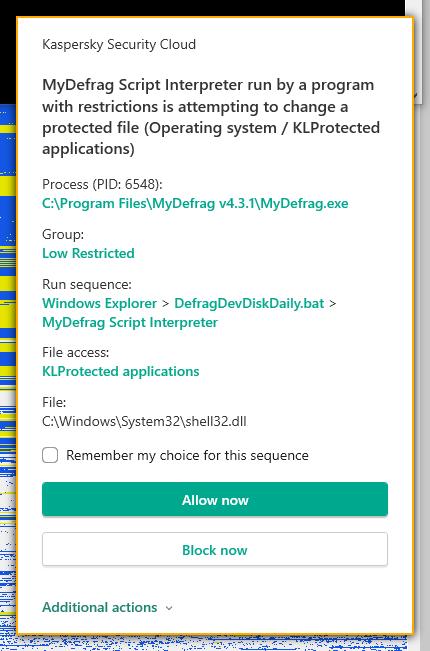 Kaspersky Security Cloud
MyDefrag Script Interpreter run by a program
with restrictions is attempting to change a
protected file (Operating system / KLProtected
applications)
Process (PID: 6548):
C:\Program Files\MyDefrag v4.3.1\MyDefrag.exe
Group:
Low Restricted
Run sequence:
Windows Explorer > DefragDevDiskDaily.bat >
MyDefrag Script Interpreter
File access:
KLProtected applications
File:
C:\Windows\System32\shell32.dll
Remember my choice for this sequence
Allow now
Block now
Additional actions